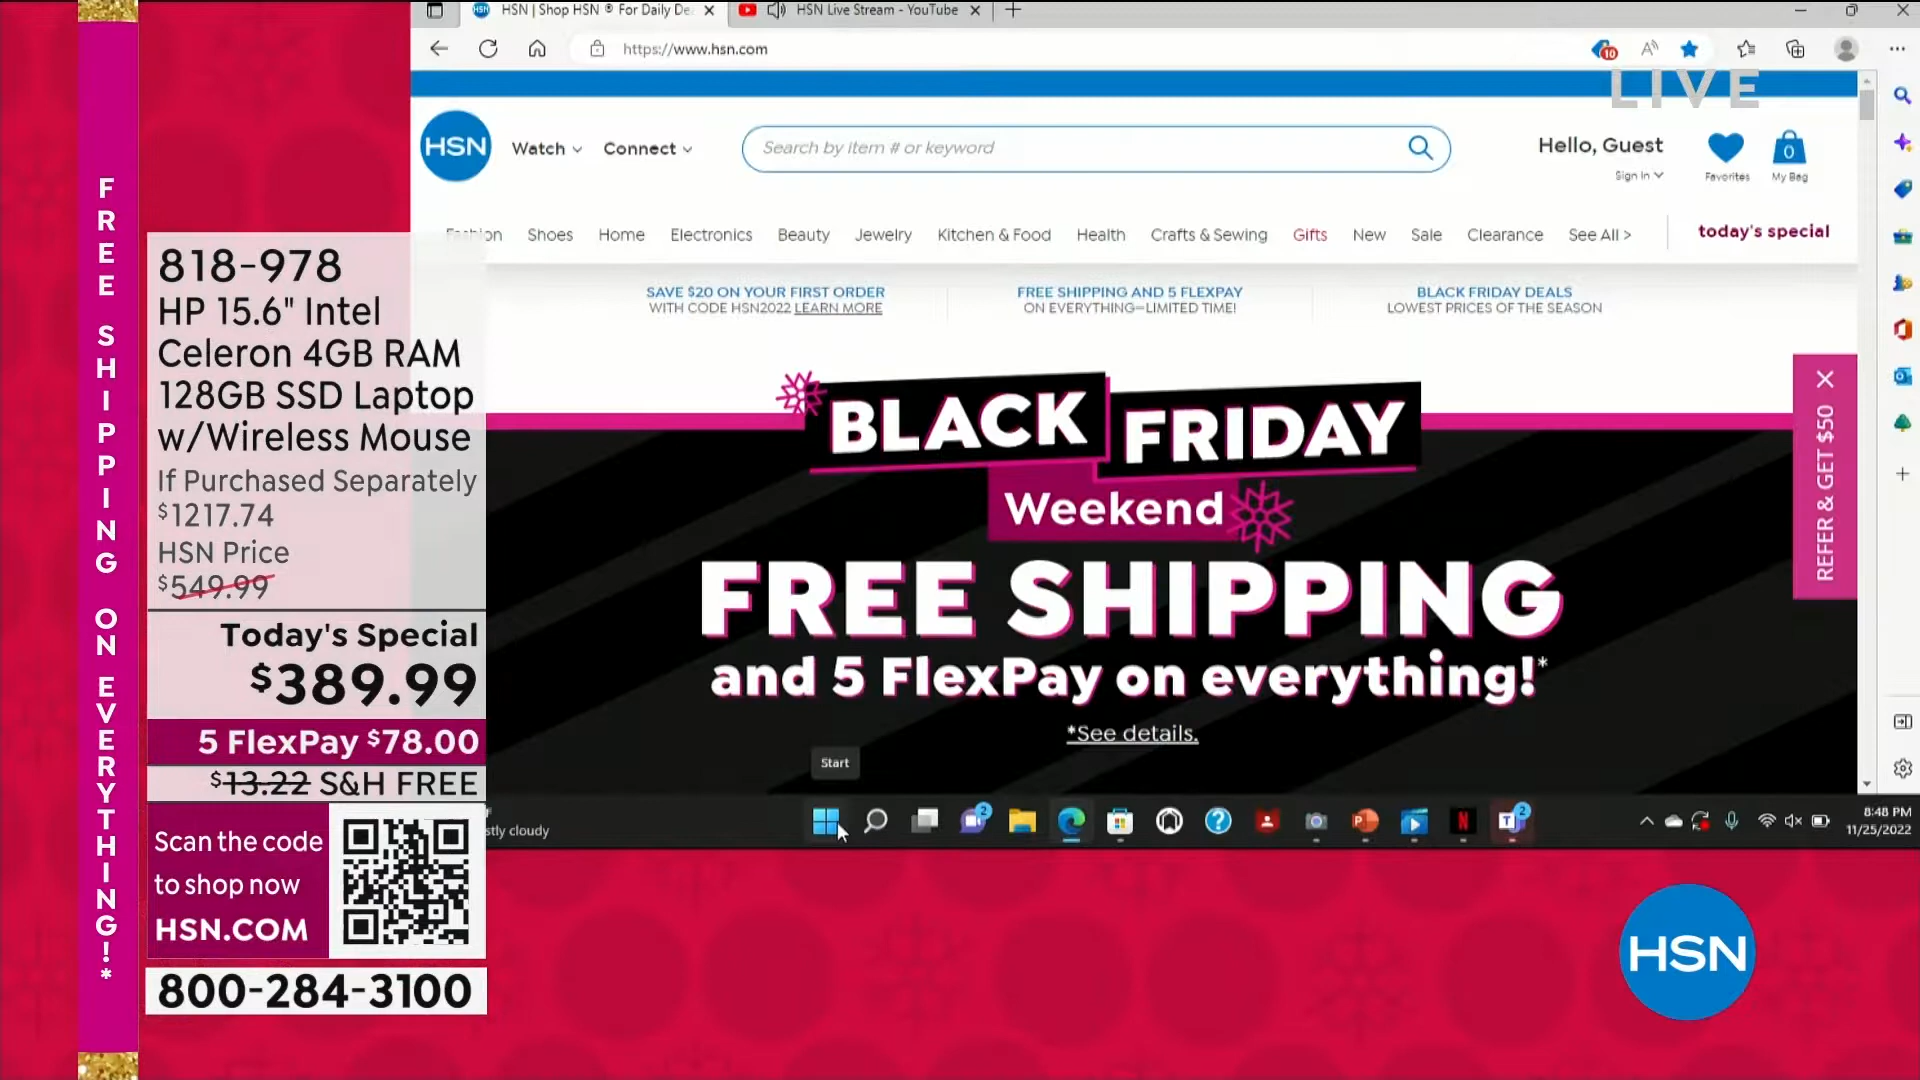 FREE SHIPPING ON EVERYTHING!*
818-978
HP 15.6" Intel
Celeron 4GB RAM
128GB SSD Laptop
w/Wireless Mouse
If Purchased Separately
$1217.74
HSN Price
$549.99
Today's Special
$389.99
5 FlexPay $78.00
$13.22 S&H FREE
Scan the code
to shop now
HSN.COM
800-284-3100
HSN | Shop HSN ® For Daily De
HSN Live Stream - YouTube
https://www.hsn.com
10
LIVE
HSN
Watch
Connect
Search by item # or keyword
Hello, Guest
Sign In
Favorites
0
My Bag
Fashion Shoes Home Electronics Beauty Jewelry Kitchen & Food Health Crafts & Sewing Gifts New Sale Clearance See All >
today's special
SAVE $20 ON YOUR FIRST ORDER
WITH CODE HSN2022 LEARN MORE
FREE SHIPPING AND 5 FLEXPAY
ON EVERYTHING—LIMITED TIME!
BLACK FRIDAY DEALS
LOWEST PRICES OF THE SEASON
BLACK FRIDAY
Weekend
FREE SHIPPING
and 5 FlexPay on everything!*
*See details.
REFER & GET $50
Start
stly cloudy
2
2
8:48 PM
11/25/2022
HSN